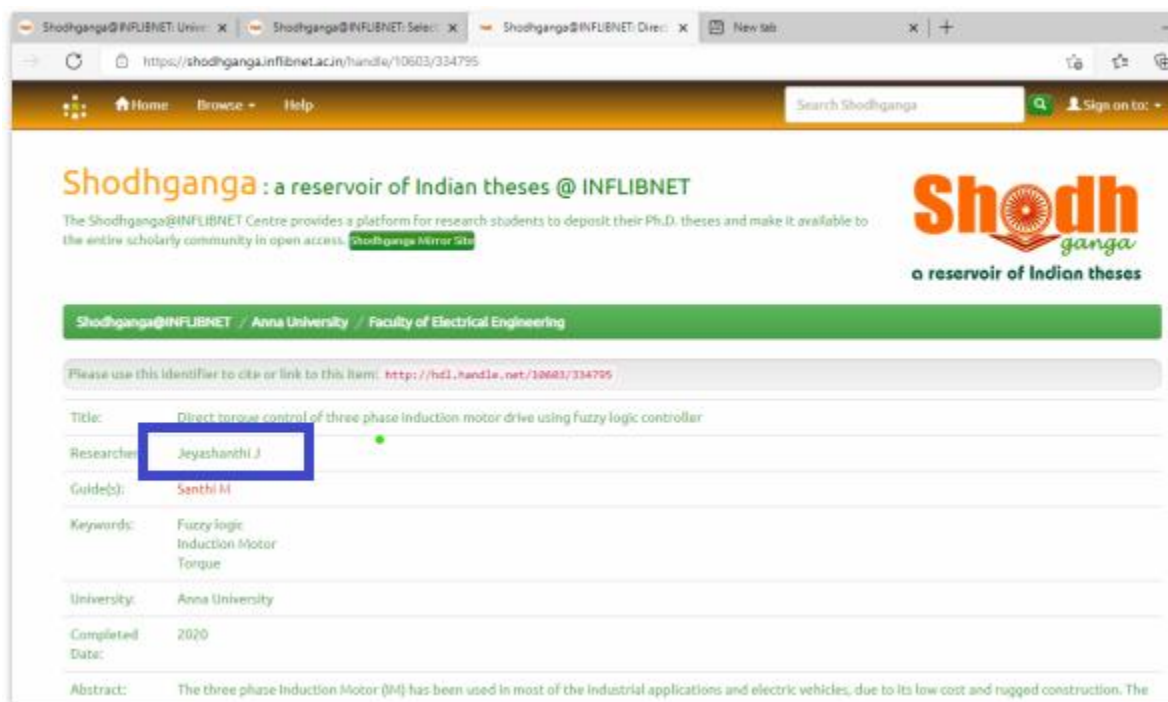 Shodhganga@INFLIBNET: Univer Shodhganga@INFLIBNET: Select Shodhganga@INFLIBNET: Direc New tab
https://shodhganga.inflibnet.ac.in/handle/10603/334795
Home Browse Help Search Shodhganga Sign on to:
Shodhganga : a reservoir of Indian theses @ INFLIBNET
The Shodhganga@INFLIBNET Centre provides a platform for research students to deposit their Ph.D. theses and make it available to
the entire scholarly community in open access. Shodhganga Mirror Site
Shodh
ganga
a reservoir of Indian theses
Shodhganga@INFLIBNET / Anna University / Faculty of Electrical Engineering
Please use this identifier to cite or link to this item: http://hdl.handle.net/10603/334795
Title: Direct torque control of three phase induction motor drive using fuzzy logic controller
Researcher Jeyashanthi J
Guide(s): Santhi M
Keywords: Fuzzy logic
Induction Motor
Torque
University: Anna University
Completed 2020
Date:
Abstract: The three phase Induction Motor (IM) has been used in most of the industrial applications and electric vehicles, due to its low cost and rugged construction. The